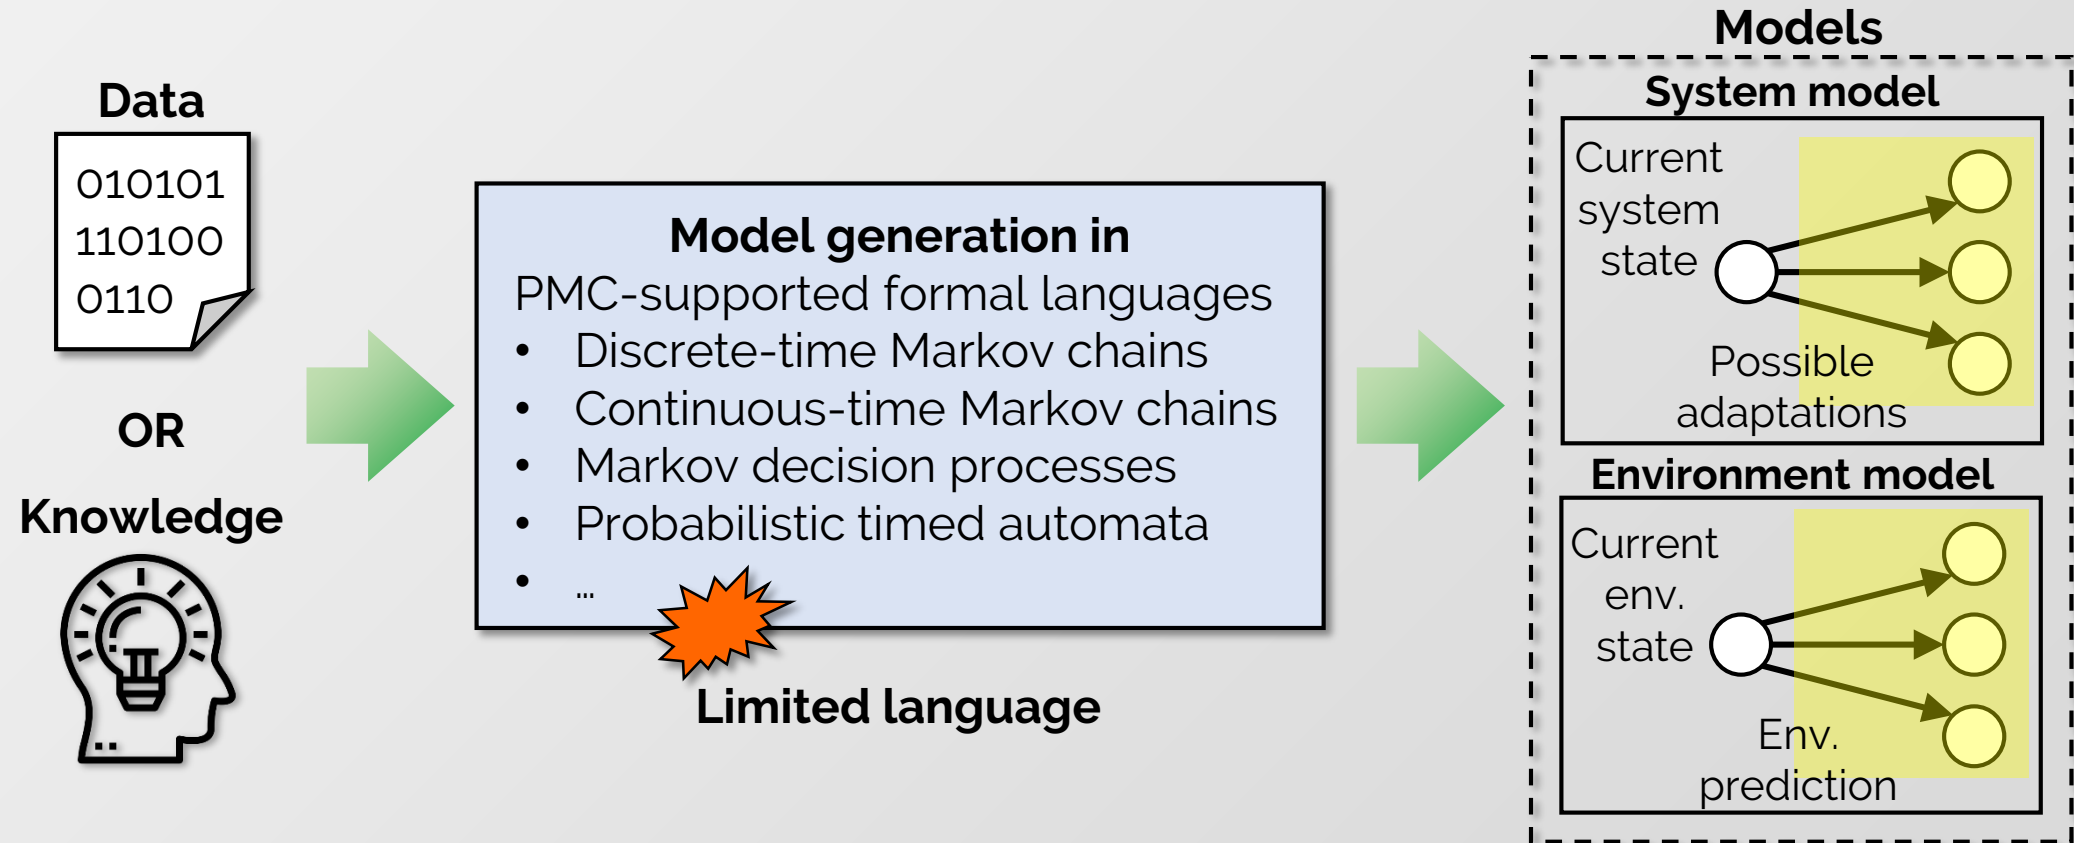 Data
010101
110100
0110
OR
Knowledge
Model generation in
PMC-supported formal languages
• Discrete-time Markov chains
• Continuous-time Markov chains
• Markov decision processes
• Probabilistic timed automata
• ...
Limited language
Models
System model
Current
system
state
Possible
adaptations
Environment model
Current
env.
state
Env.
prediction